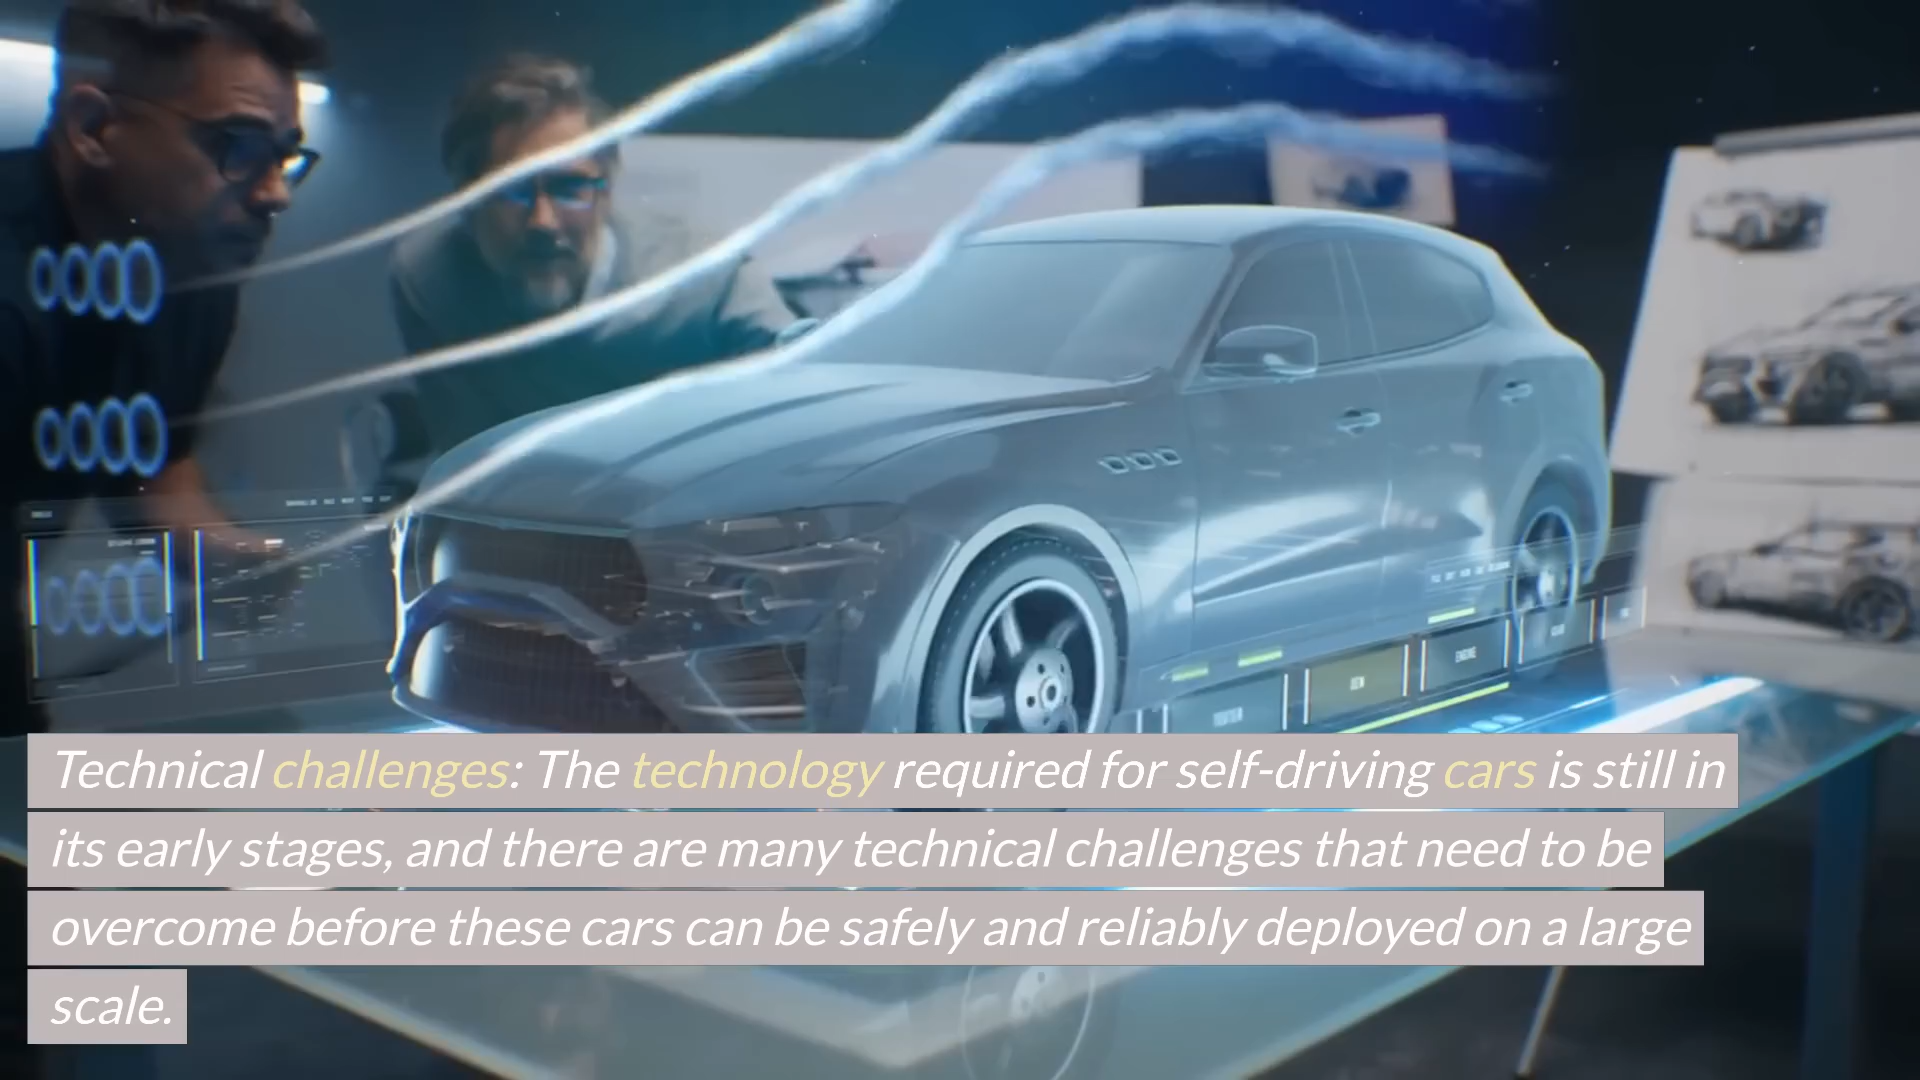 Technical challenges: The technology required for self-driving cars is still in
its early stages, and there are many technical challenges that need to be
overcome before these cars can be safely and reliably deployed on a large
scale.
ENGINE